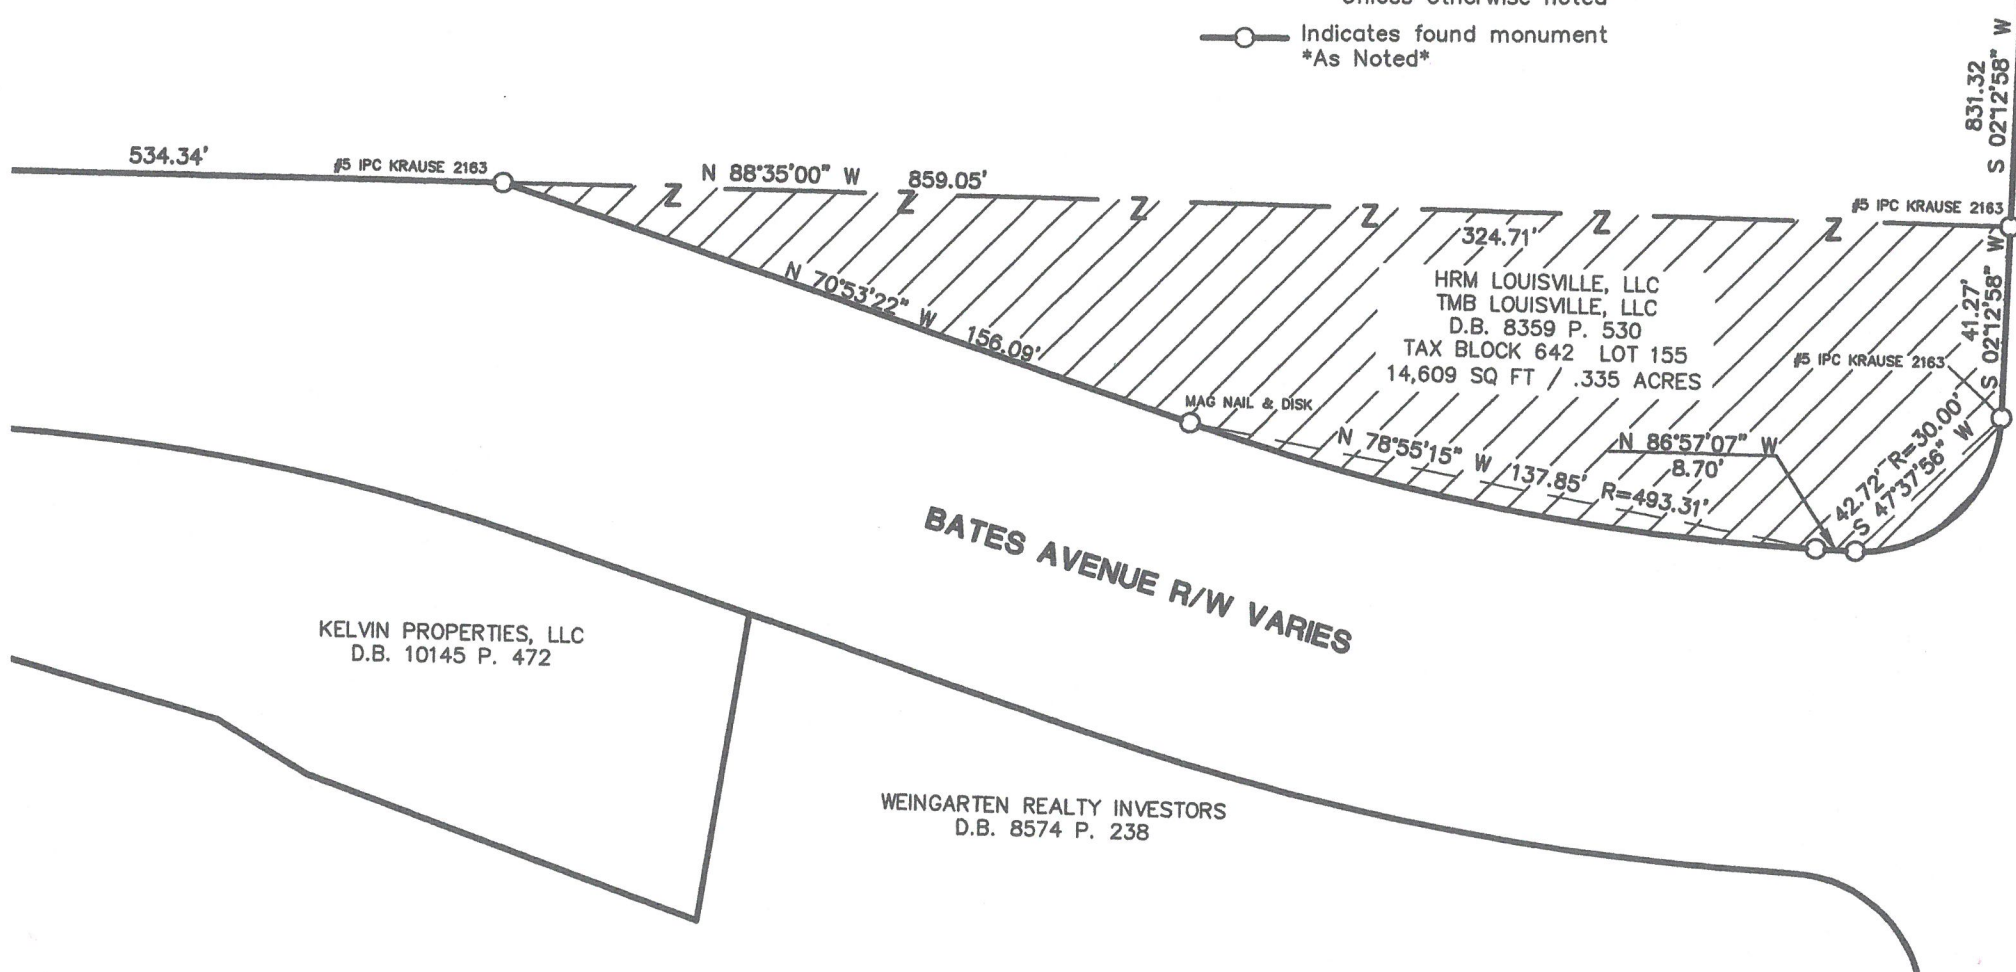 Unless otherwise noted
Indicates found monument
*As Noted*
831.32
S 02°12'58" W
534.34'
#5 IPC KRAUSE 2163
N 88°35'00" W
859.05'
Z
Z
Z
Z
Z
Z
#5 IPC KRAUSE 2163
324.71'
HRM LOUISVILLE, LLC
TMB LOUISVILLE, LLC
D.B. 8359 P. 530
TAX BLOCK 642 LOT 155
14,609 SQ FT / .335 ACRES
41.27'
S 02°12'58" W
#5 IPC KRAUSE 2163
N 70°53'22" W
156.09'
MAG NAIL & DISK
N 78°55'15" W 137.85' R=493.31'
N 86°57'07" W
8.70'
42.72' R=30.00'
S 47°37'56" W
BATES AVENUE R/W VARIES
KELVIN PROPERTIES, LLC
D.B. 10145 P. 472
WEINGARTEN REALTY INVESTORS
D.B. 8574 P. 238